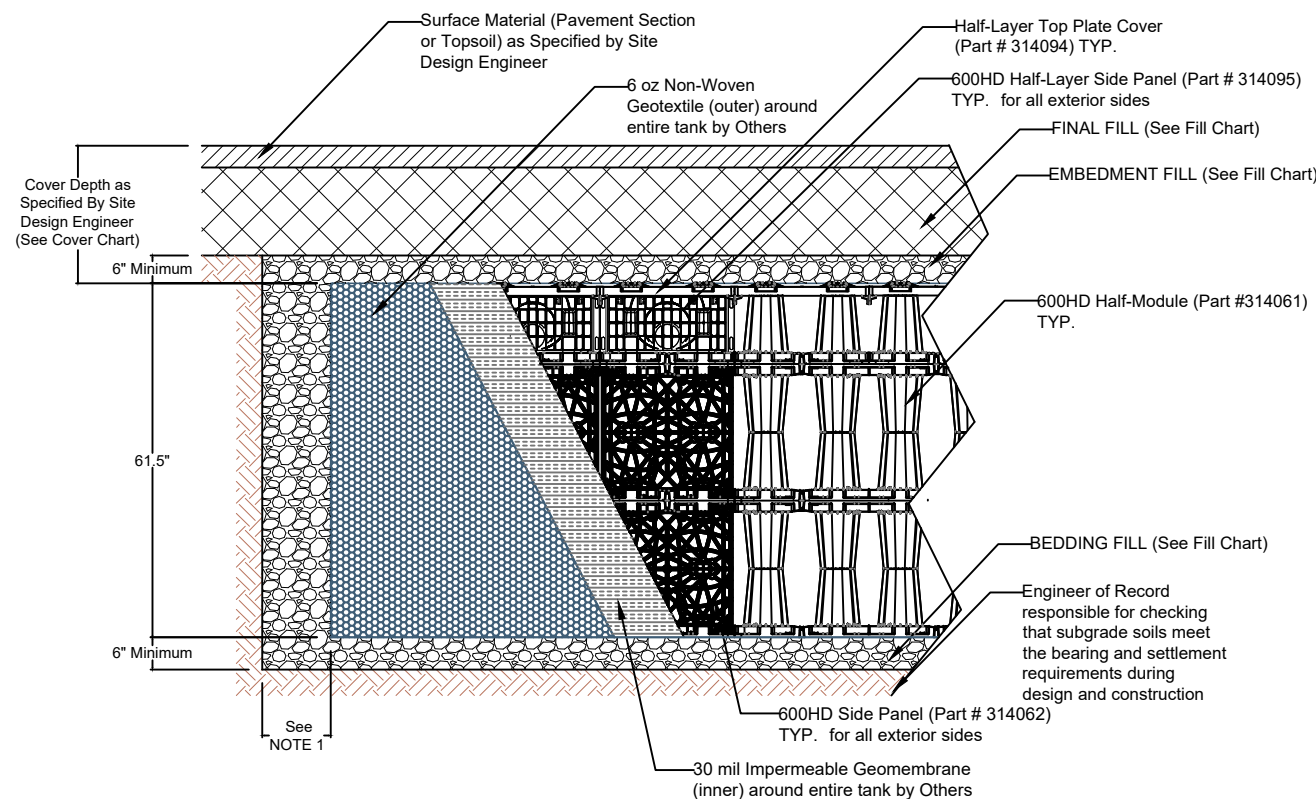 Surface Material (Pavement Section
or Topsoil) as Specified by Site
Design Engineer
Half-Layer Top Plate Cover
(Part # 314094) TYP.
6 oz Non-Woven
Geotextile (outer) around
entire tank by Others
600HD Half-Layer Side Panel (Part # 314095)
TYP. for all exterior sides
FINAL FILL (See Fill Chart)
EMBEDMENT FILL (See Fill Chart)
Cover Depth as
Specified By Site
Design Engineer
(See Cover Chart)
6" Minimum
600HD Half-Module (Part #314061)
TYP.
61.5"
BEDDING FILL (See Fill Chart)
Engineer of Record
responsible for checking
that subgrade soils meet
the bearing and settlement
requirements during
design and construction
6" Minimum
See
NOTE 1
600HD Side Panel (Part # 314062)
TYP. for all exterior sides
30 mil Impermeable Geomembrane
(inner) around entire tank by Others